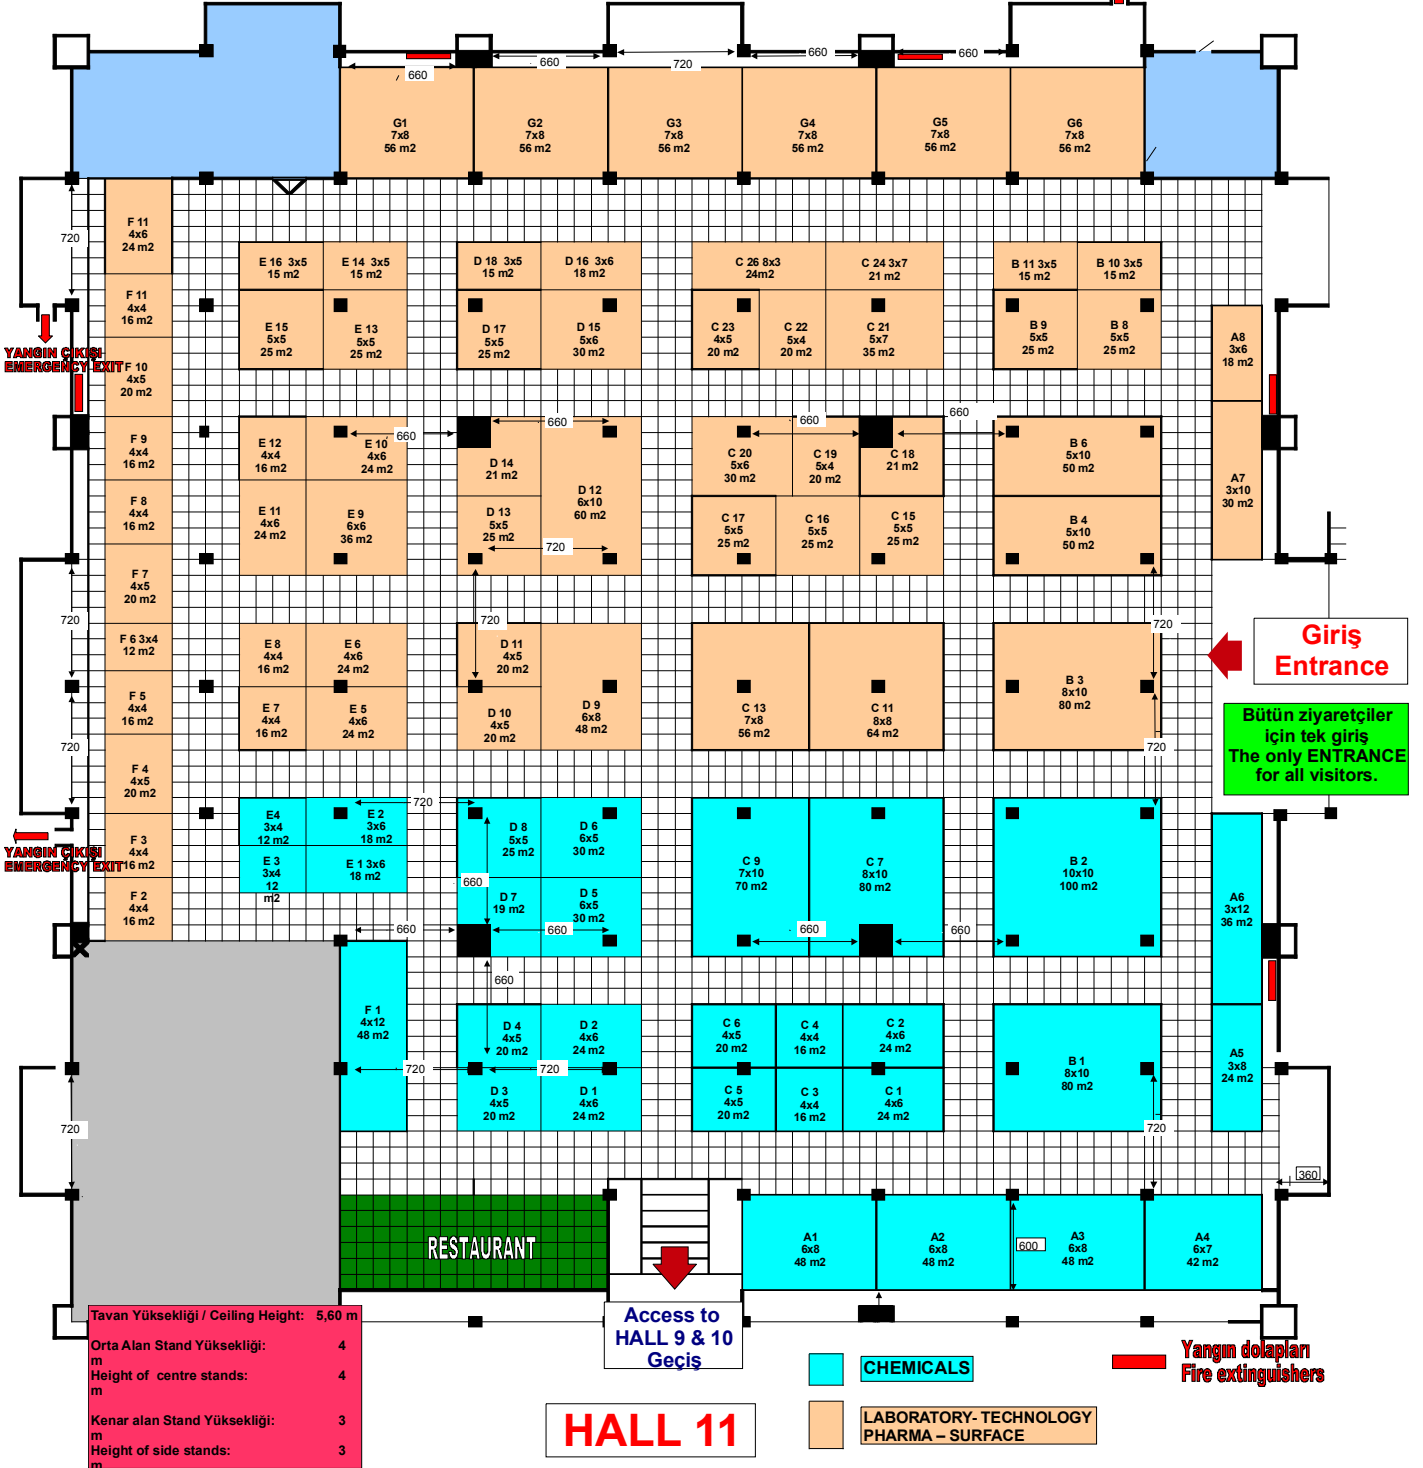 660
660
720
660
660
G1
7x8
56 m2
G2
7x8
56 m2
G3
7x8
56 m2
G4
7x8
56 m2
G5
7x8
56 m2
G6
7x8
56 m2
F 11
4x6
24 m2
720
E 16 3x5
15 m2
E 14 3x5
15 m2
D 18 3x5
15 m2
D 16 3x6
18 m2
C 26 8x3
24m2
C 24 3x7
21 m2
B 11 3x5
15 m2
B 10 3x5
15 m2
F 11
4x4
16 m2
E 15
5x5
25 m2
E 13
5x5
25 m2
D 17
5x5
25 m2
D 15
5x6
30 m2
C 23
4x5
20 m2
C 22
5x4
20 m2
C 21
5x7
35 m2
B 9
5x5
25 m2
B 8
5x5
25 m2
A8
3x6
18 m2
YANGIN ÇIKIŞI
EMERGENCY EXIT
F 10
4x5
20 m2
F 9
4x4
16 m2
E 12
4x4
16 m2
E 10
4x6
24 m2
660
660
D 14
21 m2
D 12
6x10
60 m2
C 20
5x6
30 m2
660
C 19
5x4
20 m2
C 18
21 m2
660
B 6
5x10
50 m2
A7
3x10
30 m2
F 8
4x4
16 m2
E 11
4x6
24 m2
E 9
6x6
36 m2
D 13
5x5
25 m2
720
C 17
5x5
25 m2
C 16
5x5
25 m2
C 15
5x5
25 m2
B 4
5x10
50 m2
F 7
4x5
20 m2
720
720
720
F 6 3x4
12 m2
E 8
4x4
16 m2
E 6
4x6
24 m2
D 11
4x5
20 m2
Giriş
Entrance
F 5
4x4
16 m2
E 7
4x4
16 m2
E 5
4x6
24 m2
D 10
4x5
20 m2
D 9
6x8
48 m2
C 13
7x8
56 m2
C 11
8x8
64 m2
B 3
8x10
80 m2
Bütün ziyaretçiler
için tek giriş
The only ENTRANCE
for all visitors.
720
720
F 4
4x5
20 m2
720
E4
3x4
12 m2
E 2
3x6
18 m2
D 8
5x5
25 m2
D 6
6x5
30 m2
F 3
4x4
16 m2
YANGIN ÇIKIŞI
EMERGENCY EXIT
E 3
3x4
12
m2
E 1 3x6
18 m2
660
D 7
19 m2
D 5
6x5
30 m2
C 9
7x10
70 m2
C 7
8x10
80 m2
B 2
10x10
100 m2
F 2
4x4
16 m2
A6
3x12
36 m2
660
660
660
660
660
F 1
4x12
48 m2
D 4
4x5
20 m2
D 2
4x6
24 m2
C 6
4x5
20 m2
C 4
4x4
16 m2
C 2
4x6
24 m2
B 1
8x10
80 m2
A5
3x8
24 m2
720
720
D 3
4x5
20 m2
D 1
4x6
24 m2
C 5
4x5
20 m2
C 3
4x4
16 m2
C 1
4x6
24 m2
720
720
360
RESTAURANT
A1
6x8
48 m2
A2
6x8
48 m2
600
A3
6x8
48 m2
A4
6x7
42 m2
Tavan Yüksekliği / Ceiling Height: 5,60 m
Orta Alan Stand Yüksekliği: 4
m
Height of centre stands: 4
m
Kenar alan Stand Yüksekliği: 3
m
Height of side stands: 3
m
Access to
HALL 9 & 10
Geçiş
CHEMICALS
Yangın dolapları
Fire extinguishers
HALL 11
LABORATORY- TECHNOLOGY
PHARMA – SURFACE